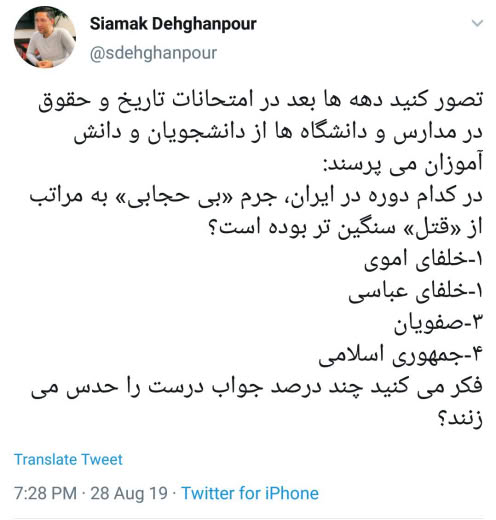 Siamak Dehghanpour
@sdehghanpour
تصور کنید دهه ها بعد در امتحانات تاریخ و حقوق
در مدارس و دانشگاه ها از دانشجویان و دانش
آموزان می پرسند:
در کدام دوره در ایران، جرم «بی حجابی» به مراتب
از «قتل» سنگین تر بوده است؟
۱-خلفای اموی
۱-خلفای عباسی
۳-صفویان
۴-جمهوری اسلامی
فکر می کنید چند درصد جواب درست را حدس می
زنند؟
Translate Tweet
7:28 PM · 28 Aug 19 · Twitter for iPhone